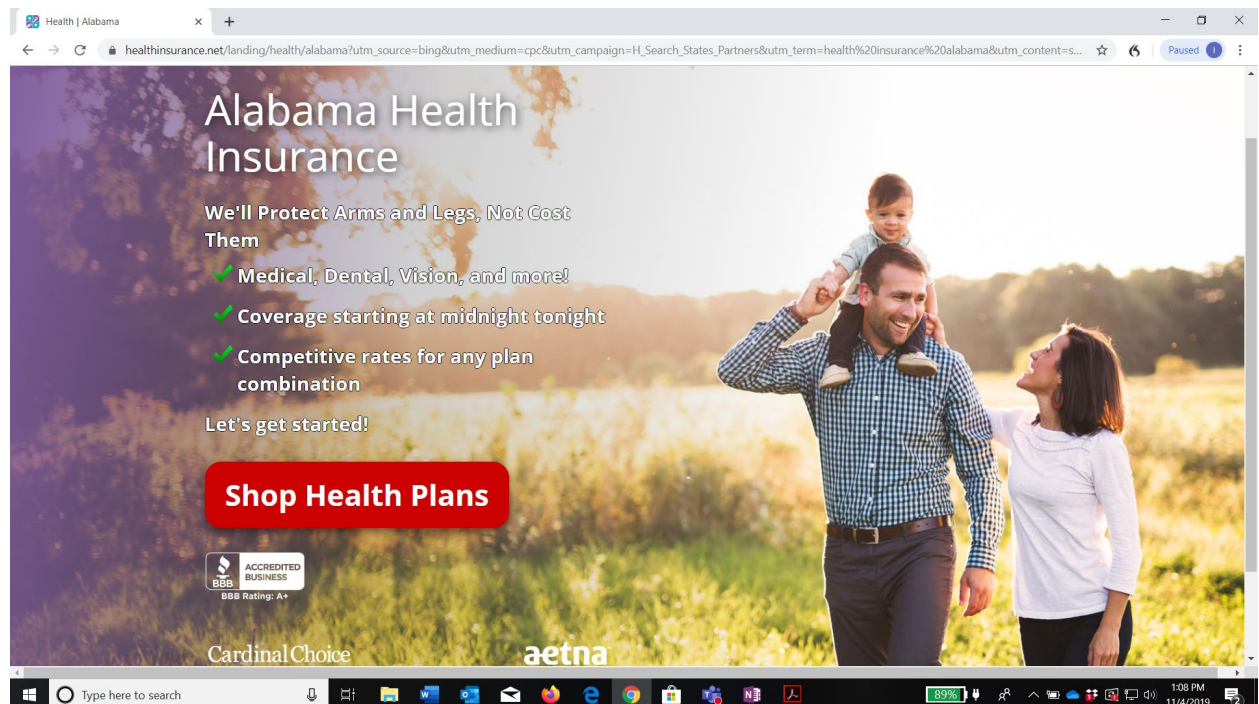 Health | Alabama
healthinsurance.net/landing/health/alabama?utm_source=bing&utm_medium=cpc&utm_campaign=H_Search_States_Partners&utm_term=health%20insurance%20alabama&utm_content=s...
Paused
I
Alabama Health
Insurance
We'll Protect Arms and Legs, Not Cost
Them
Medical, Dental, Vision, and more!
Coverage starting at midnight tonight
Competitive rates for any plan
combination
Let's get started!
Shop Health Plans
BBB
ACCREDITED
BUSINESS
BBB Rating: A+
CardinalChoice
aetna
Type here to search
89%
1:08 PM
11/4/2019